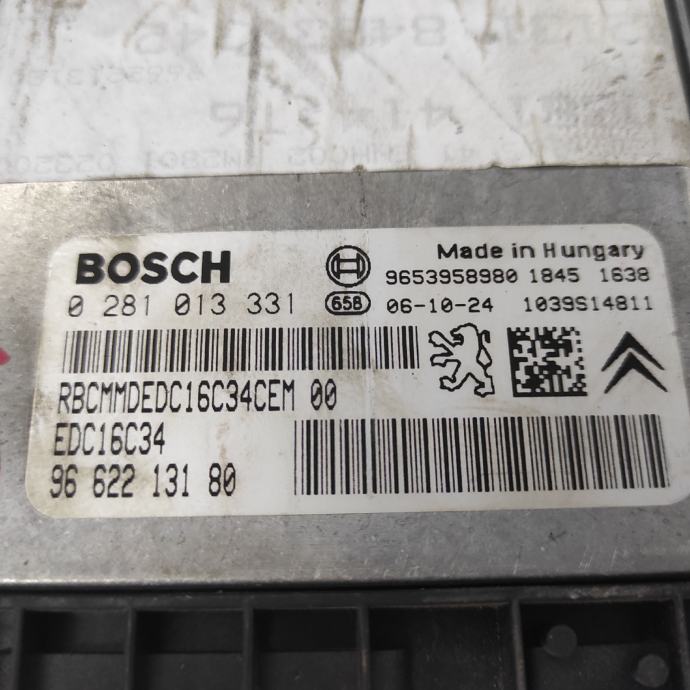 BOSCH
Made in Hungary
9653958980 1845 1638
0 281 013 331
658
06-10-24
1039S14811
RBCMMDEDC16C34CEM 00
EDC16C34
96 622 131 80